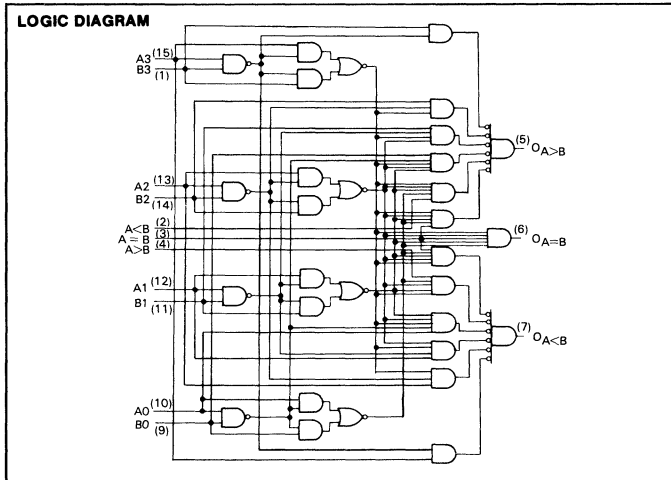 LOGIC DIAGRAM
A3 (15)
B3 (1)
(5) OA>B
A2 (13)
B2 (14)
A<B (2)
A = B (3)
A>B (4)
(6) OA=B
A1 (12)
B1 (11)
(7) OA<B
A0 (10)
B0 (9)